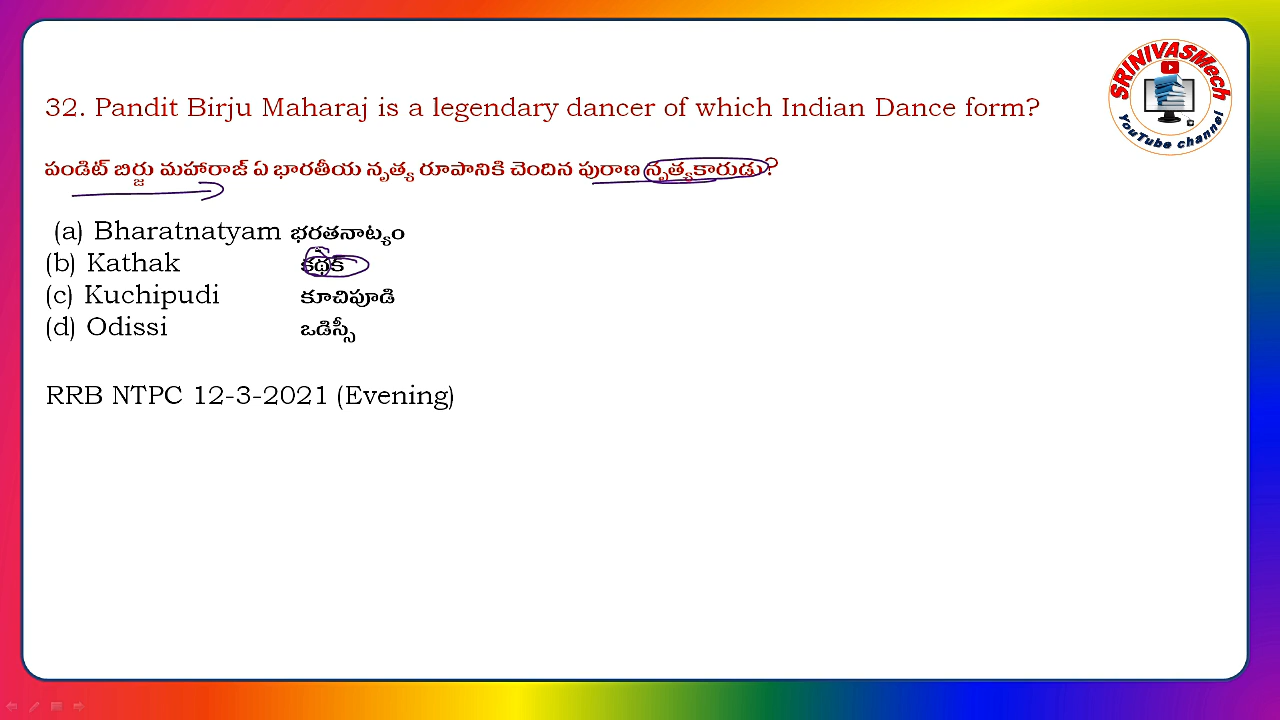 SRINIVASMech
YouTube channel
32. Pandit Birju Maharaj is a legendary dancer of which Indian Dance form?
పండిట్ బిర్జు మహారాజ్ ఏ భారతీయ నృత్య రూపానికి చెందిన పురాణ నృత్యకారుడు?
(a) Bharatnatyam భరతనాట్యం
(b) Kathak కథక్
(c) Kuchipudi కూచిపూడి
(d) Odissi ఒడిస్సీ
RRB NTPC 12-3-2021 (Evening)